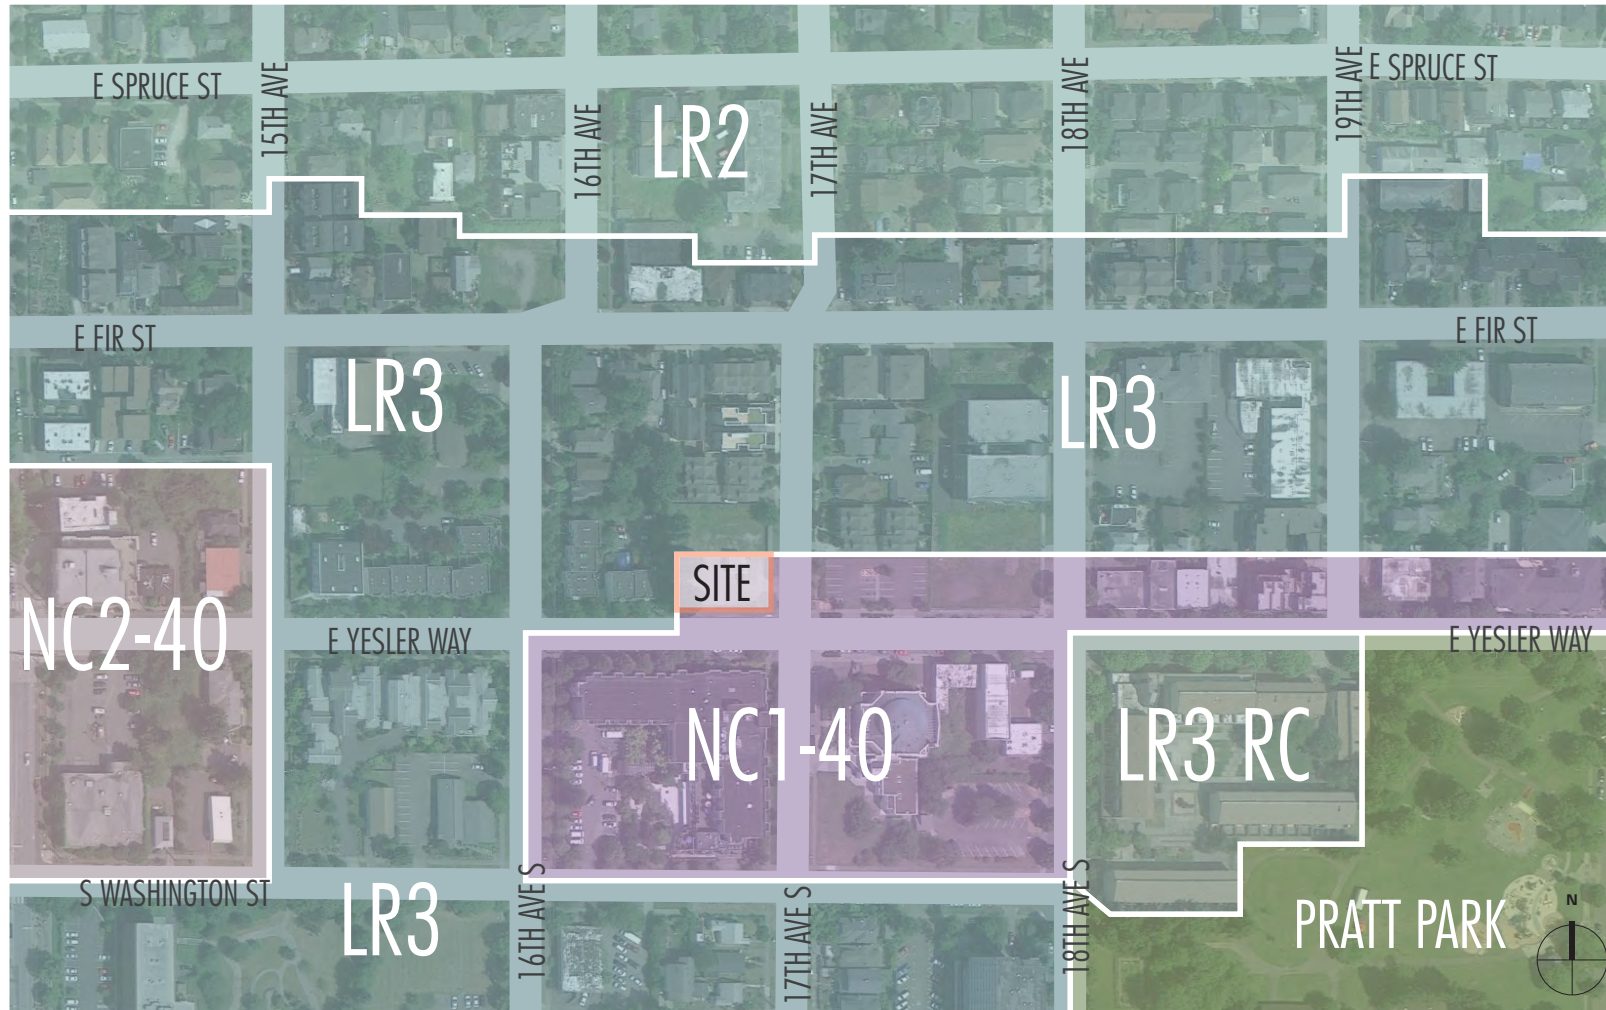 E SPRUCE ST
15TH AVE
16TH AVE
LR2
17TH AVE
18TH AVE
19TH AVE
E SPRUCE ST
E FIR ST
E FIR ST
LR3
LR3
SITE
NC2-40
E YESLER WAY
E YESLER WAY
NC1-40
LR3 RC
S WASHINGTON ST
LR3
16TH AVE S
17TH AVE S
18TH AVE S
PRATT PARK
N